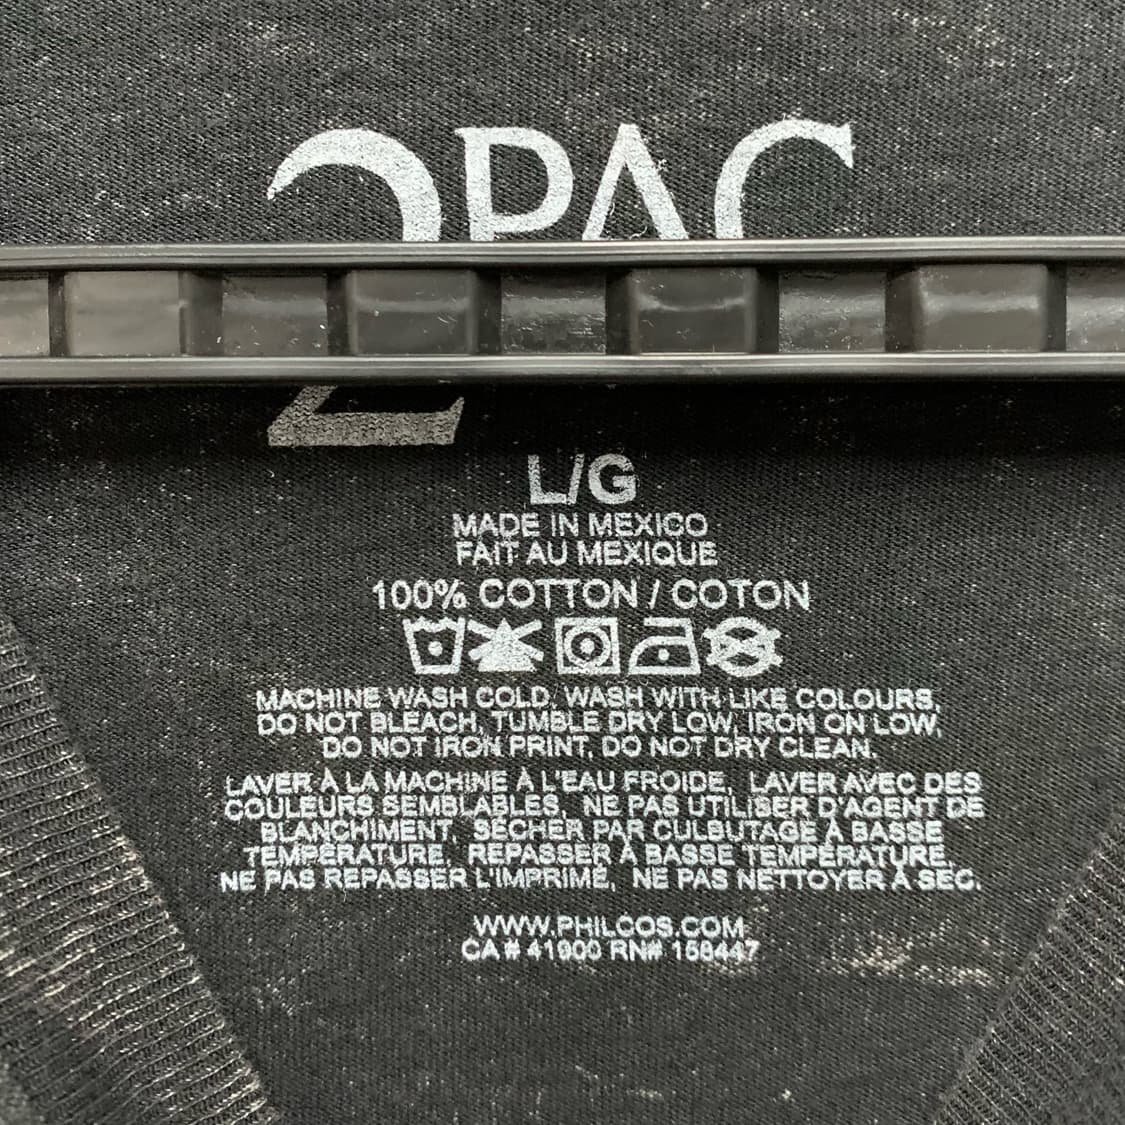 2PAC
L/G
MADE IN MEXICO
FAIT AU MEXIQUE
100% COTTON / COTON
MACHINE WASH COLD, WASH WITH LIKE COLOURS,
DO NOT BLEACH, TUMBLE DRY LOW, IRON ON LOW,
DO NOT IRON PRINT, DO NOT DRY CLEAN.
LAVER À LA MACHINE À L'EAU FROIDE, LAVER AVEC DES
COULEURS SEMBLABLES, NE PAS UTILISER D'AGENT DE
BLANCHIMENT, SÉCHER PAR CULBUTAGE À BASSE
TEMPÉRATURE, REPASSER À BASSE TEMPÉRATURE,
NE PAS REPASSER L'IMPRIMÉ, NE PAS NETTOYER À SEC.
WWW.PHILCOS.COM
CA # 41900 RN# 158447